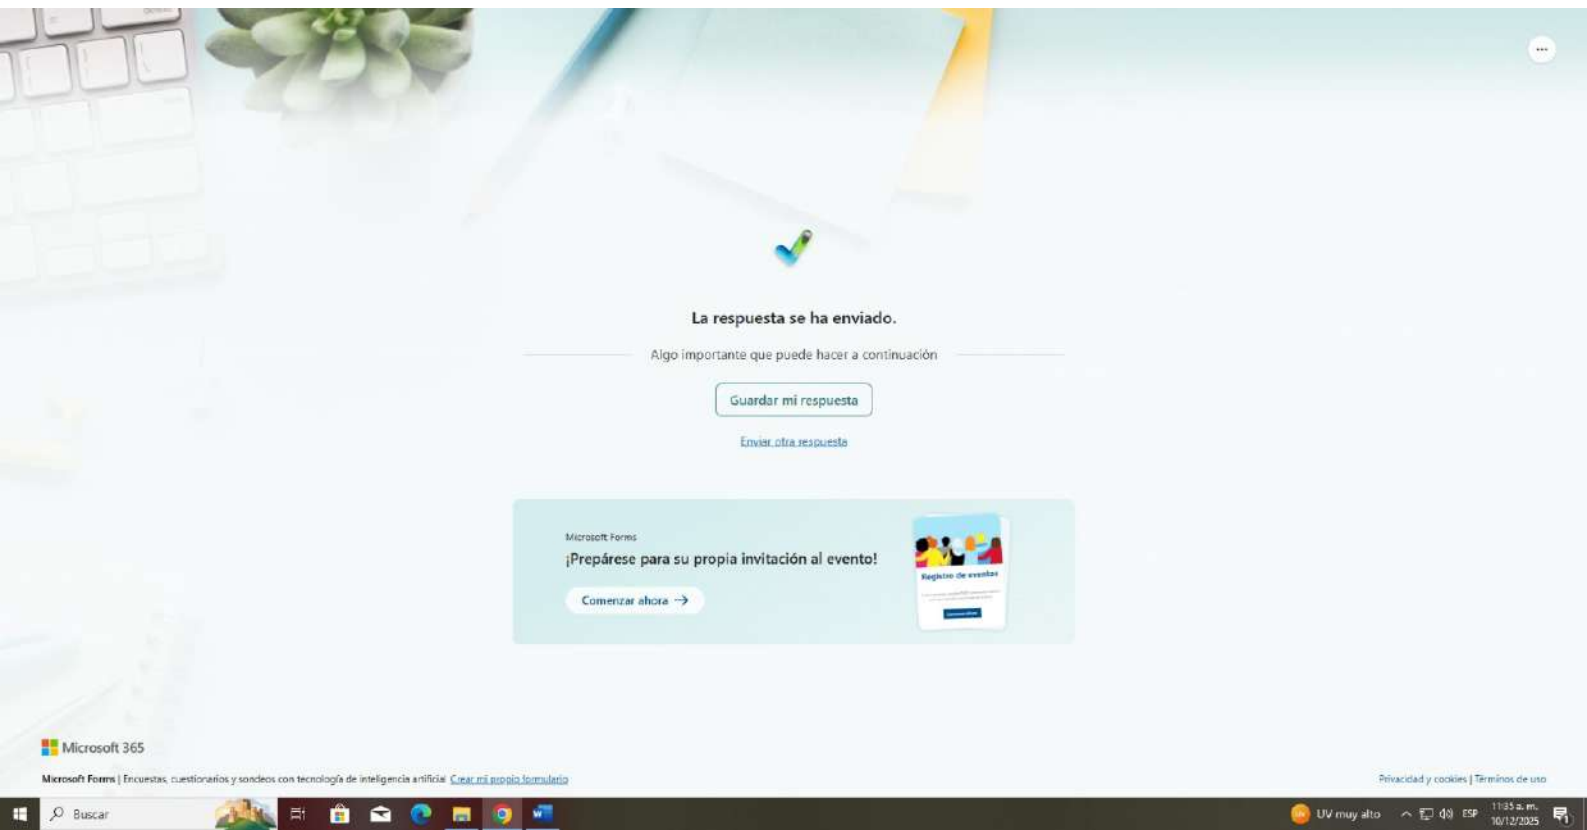 La respuesta se ha enviado.
Algo importante que puede hacer a continuación
Guardar mi respuesta
Enviar otra respuesta
Microsoft Forms
¡Prepárese para su propia invitación al evento!
Comenzar ahora →
Registro de eventos
Microsoft 365
Microsoft Forms | Encuestas, cuestionarios y sondeos con tecnología de inteligencia artificial Crear mi propio formulario
Privacidad y cookies | Términos de uso
Buscar
UV muy alto
ESP
11:35 a. m.
10/12/2025
1